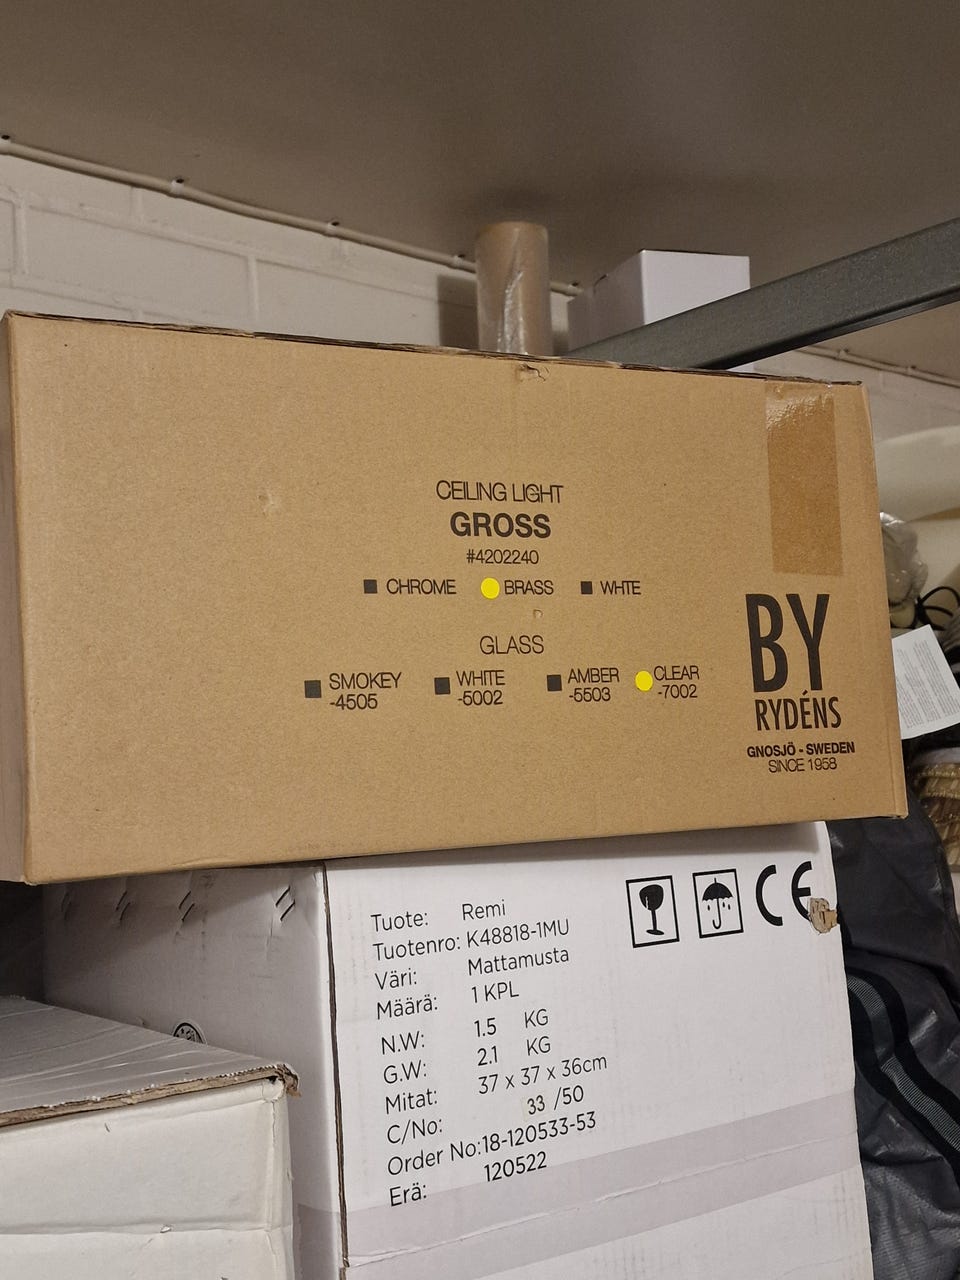 CEILING LIGHT
GROSS
#4202240
CHROME BRASS WHTE
GLASS
SMOKEY -4505
WHITE -5002
AMBER -5503
CLEAR -7002
BY
RYDÉNS
GNOSJÖ - SWEDEN
SINCE 1958
Tuote: Remi
Tuotenro: K48818-1MU
Väri: Mattamusta
Määrä: 1 KPL
N.W: 1.5 KG
G.W: 2.1 KG
Mitat: 37 x 37 x 36cm
C/No: 33 /50
Order No: 18-120533-53
Erä: 120522
CE